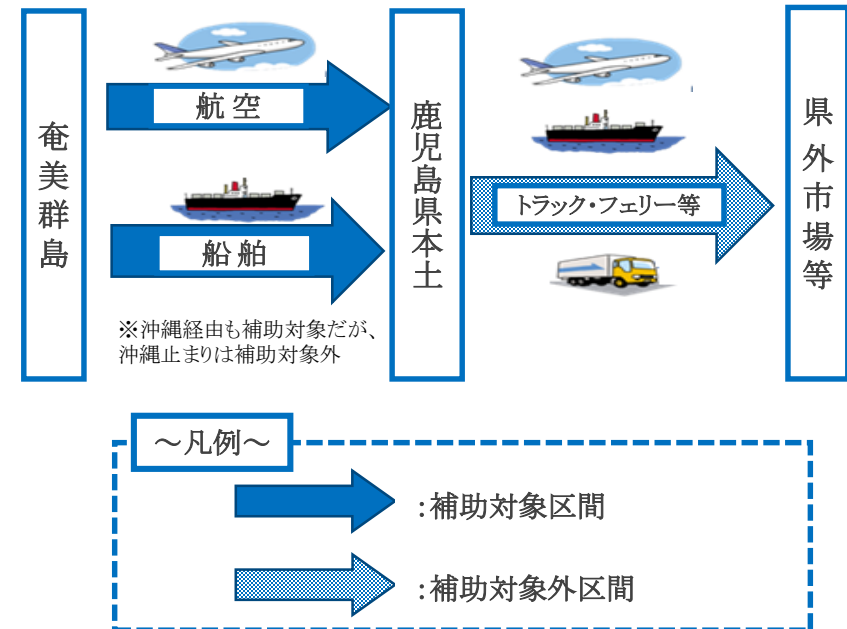 奄美群島
航空
船舶
※沖縄経由も補助対象だが、
沖縄止まりは補助対象外
鹿児島県本土
トラック・フェリー等
県外市場等
～凡例～
:補助対象区間
:補助対象外区間